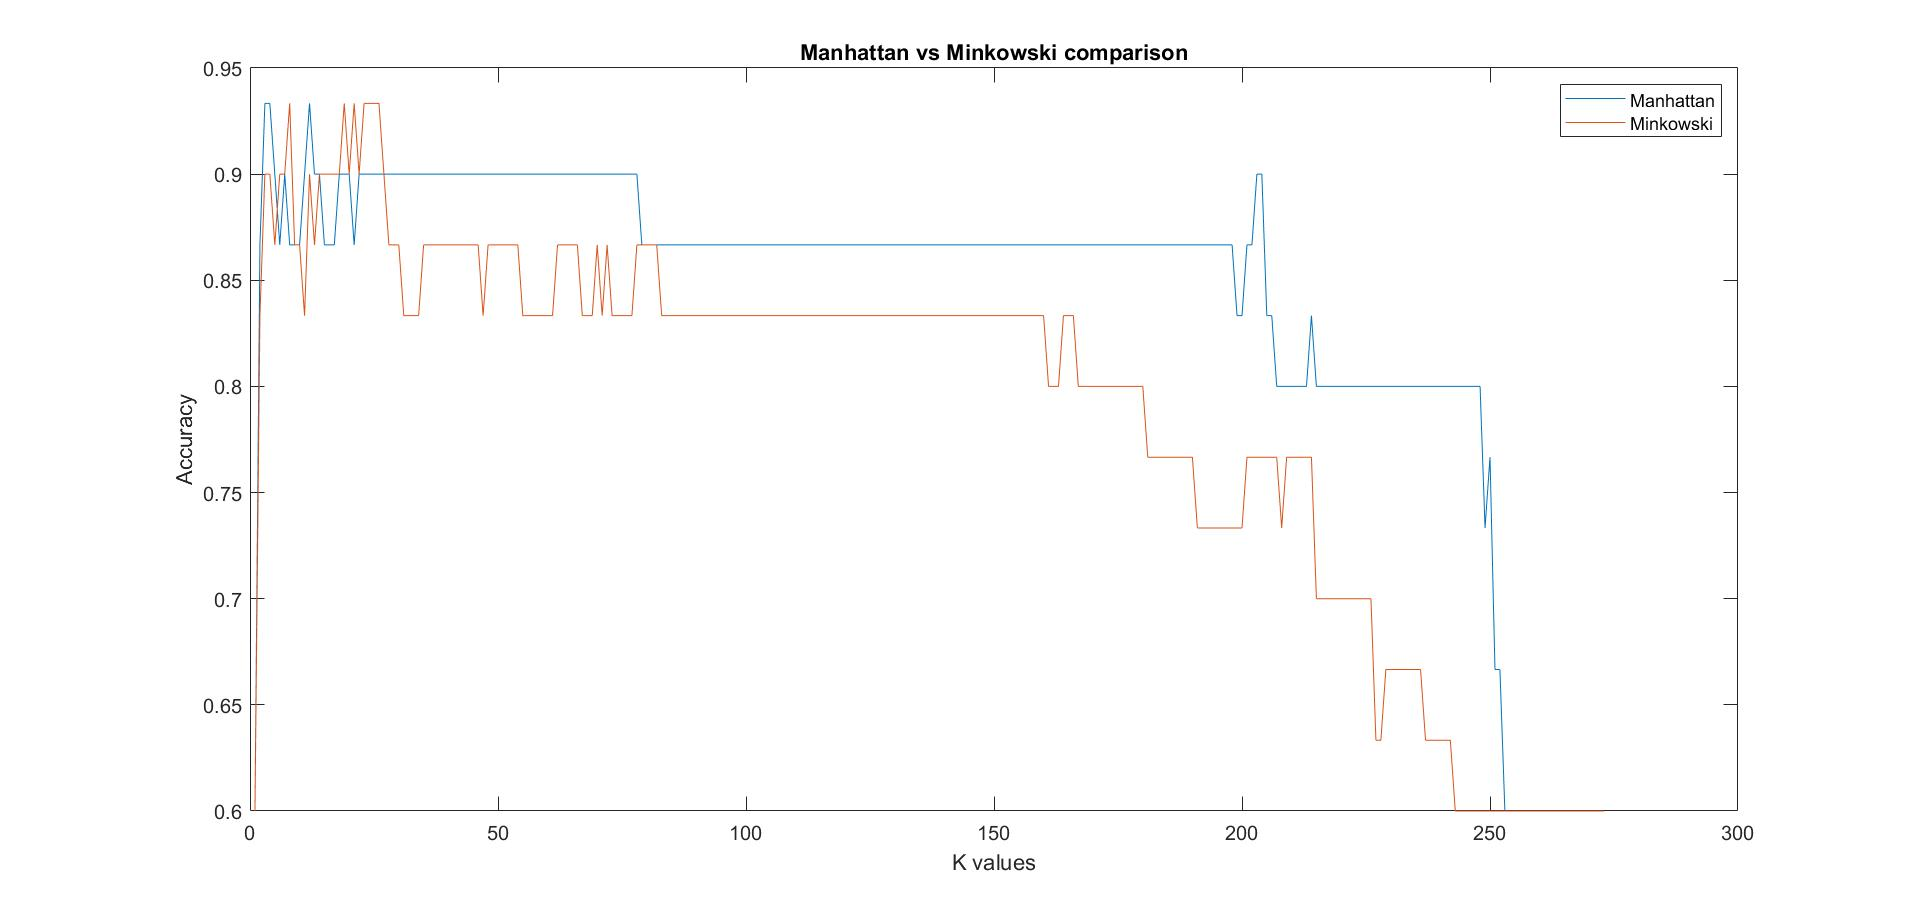 Manhattan vs Minkowski comparison
0.95
0.9
0.85
0.8
0.75
0.7
0.65
0.6
Accuracy
Manhattan
Minkowski
0 50 100 150 200 250 300
K values